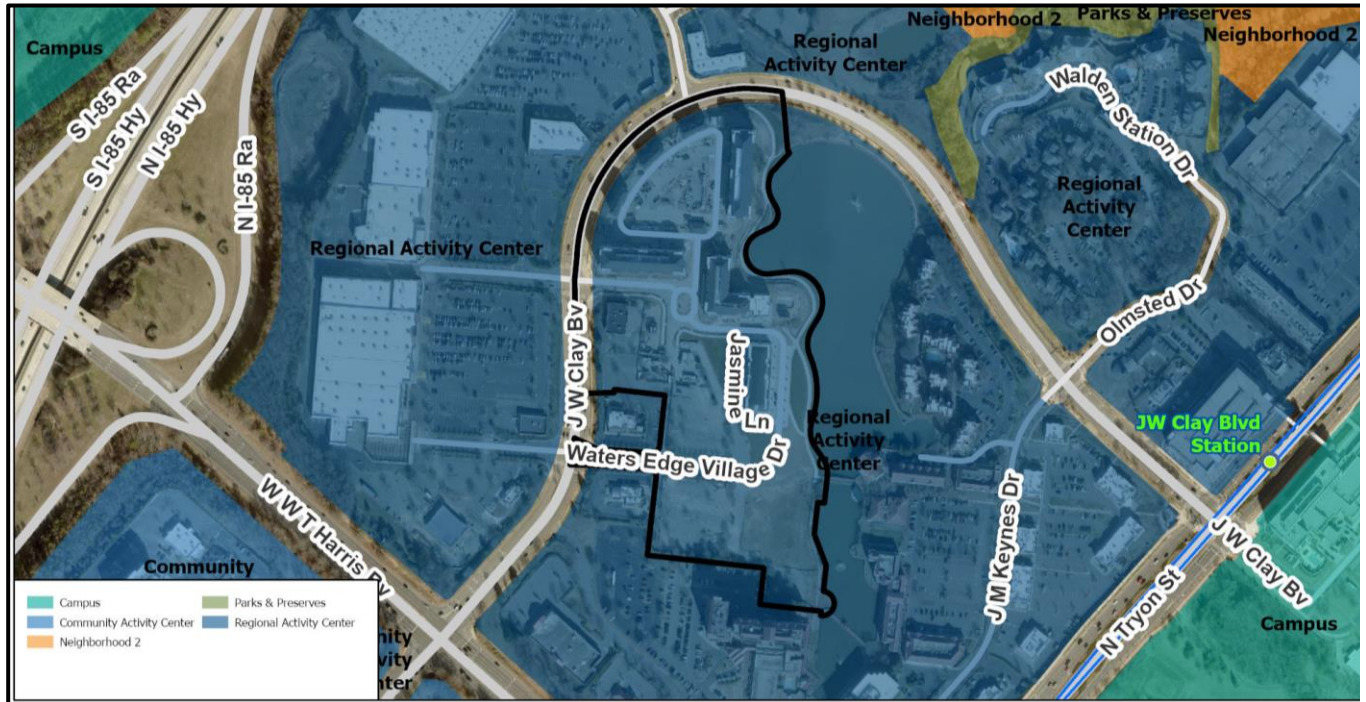 Neighborhood 2
Parks & Preserves
Neighborhood 2
Campus
Regional
Activity Center
S I-85 Ra
S I-85 Hy
N I-85 Hy
N I-85 Ra
Walden Station Dr
Regional
Activity
Center
Regional Activity Center
Olmsted Dr
J W Clay Bv
Jasmine
Ln
Regional
Activity
Center
JW Clay Blvd
Station
Waters Edge Village Dr
W W T Harris Bv
J M Keynes Dr
J W Clay Bv
N Tryon St
Campus
Community
Campus
Parks & Preserves
Community Activity Center
Regional Activity Center
Neighborhood 2